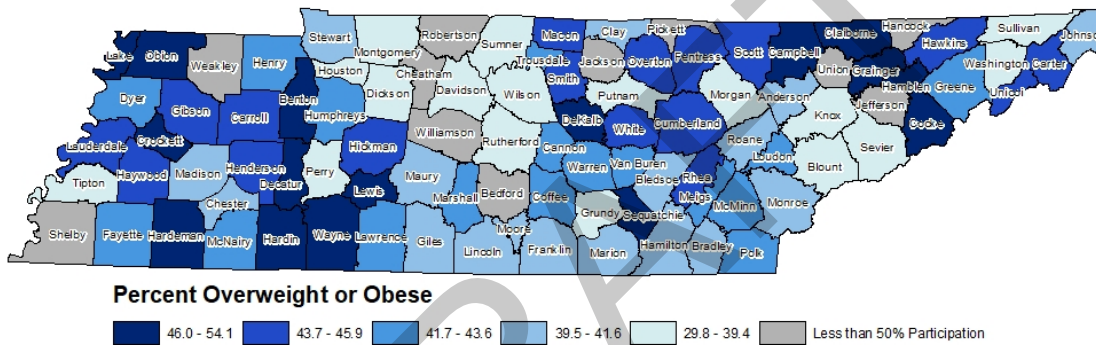 Stewart
Montgomery
Robertson
Sumner
Macon
Clay
Pickett
Scott
Campbell
Claiborne
Hancock
Hawkins
Sullivan
Johnson
Lake
Obion
Weakley
Henry
Houston
Cheatham
Trousdale
Smith
Jackson
Overton
Fentress
Union
Grainger
Hamblen
Greene
Washington
Unicoi
Carter
Dyer
Gibson
Carroll
Benton
Humphreys
Dickson
Davidson
Wilson
Putnam
Morgan
Anderson
Knox
Jefferson
Cocke
Lauderdale
Crockett
Haywood
Madison
Henderson
Decatur
Perry
Hickman
Williamson
Rutherford
Cannon
DeKalb
White
Cumberland
Roane
Loudon
Blount
Sevier
Tipton
Chester
Lewis
Maury
Marshall
Bedford
Coffee
Warren
Van Buren
Bledsoe
Rhea
Meigs
McMinn
Monroe
Shelby
Fayette
Hardeman
McNairy
Hardin
Wayne
Lawrence
Giles
Lincoln
Moore
Franklin
Grundy
Marion
Sequatchie
Hamilton
Bradley
Polk
Percent Overweight or Obese
46.0 - 54.1
43.7 - 45.9
41.7 - 43.6
39.5 - 41.6
29.8 - 39.4
Less than 50% Participation